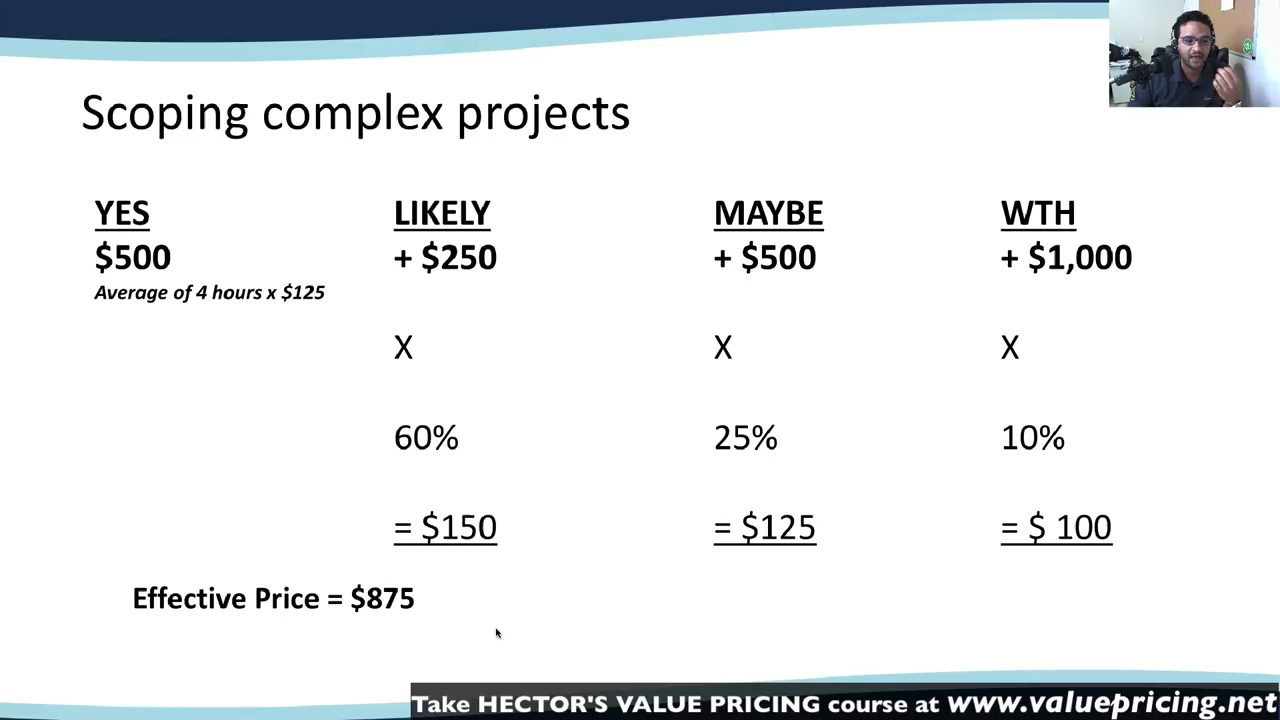 Scoping complex projects
YES LIKELY MAYBE WTH
$500 + $250 + $500 + $1,000
Average of 4 hours x $125
X X X
60% 25% 10%
= $150 = $125 = $ 100
Effective Price = $875
Take HECTOR'S VALUE PRICING course at www.valuepricing.net